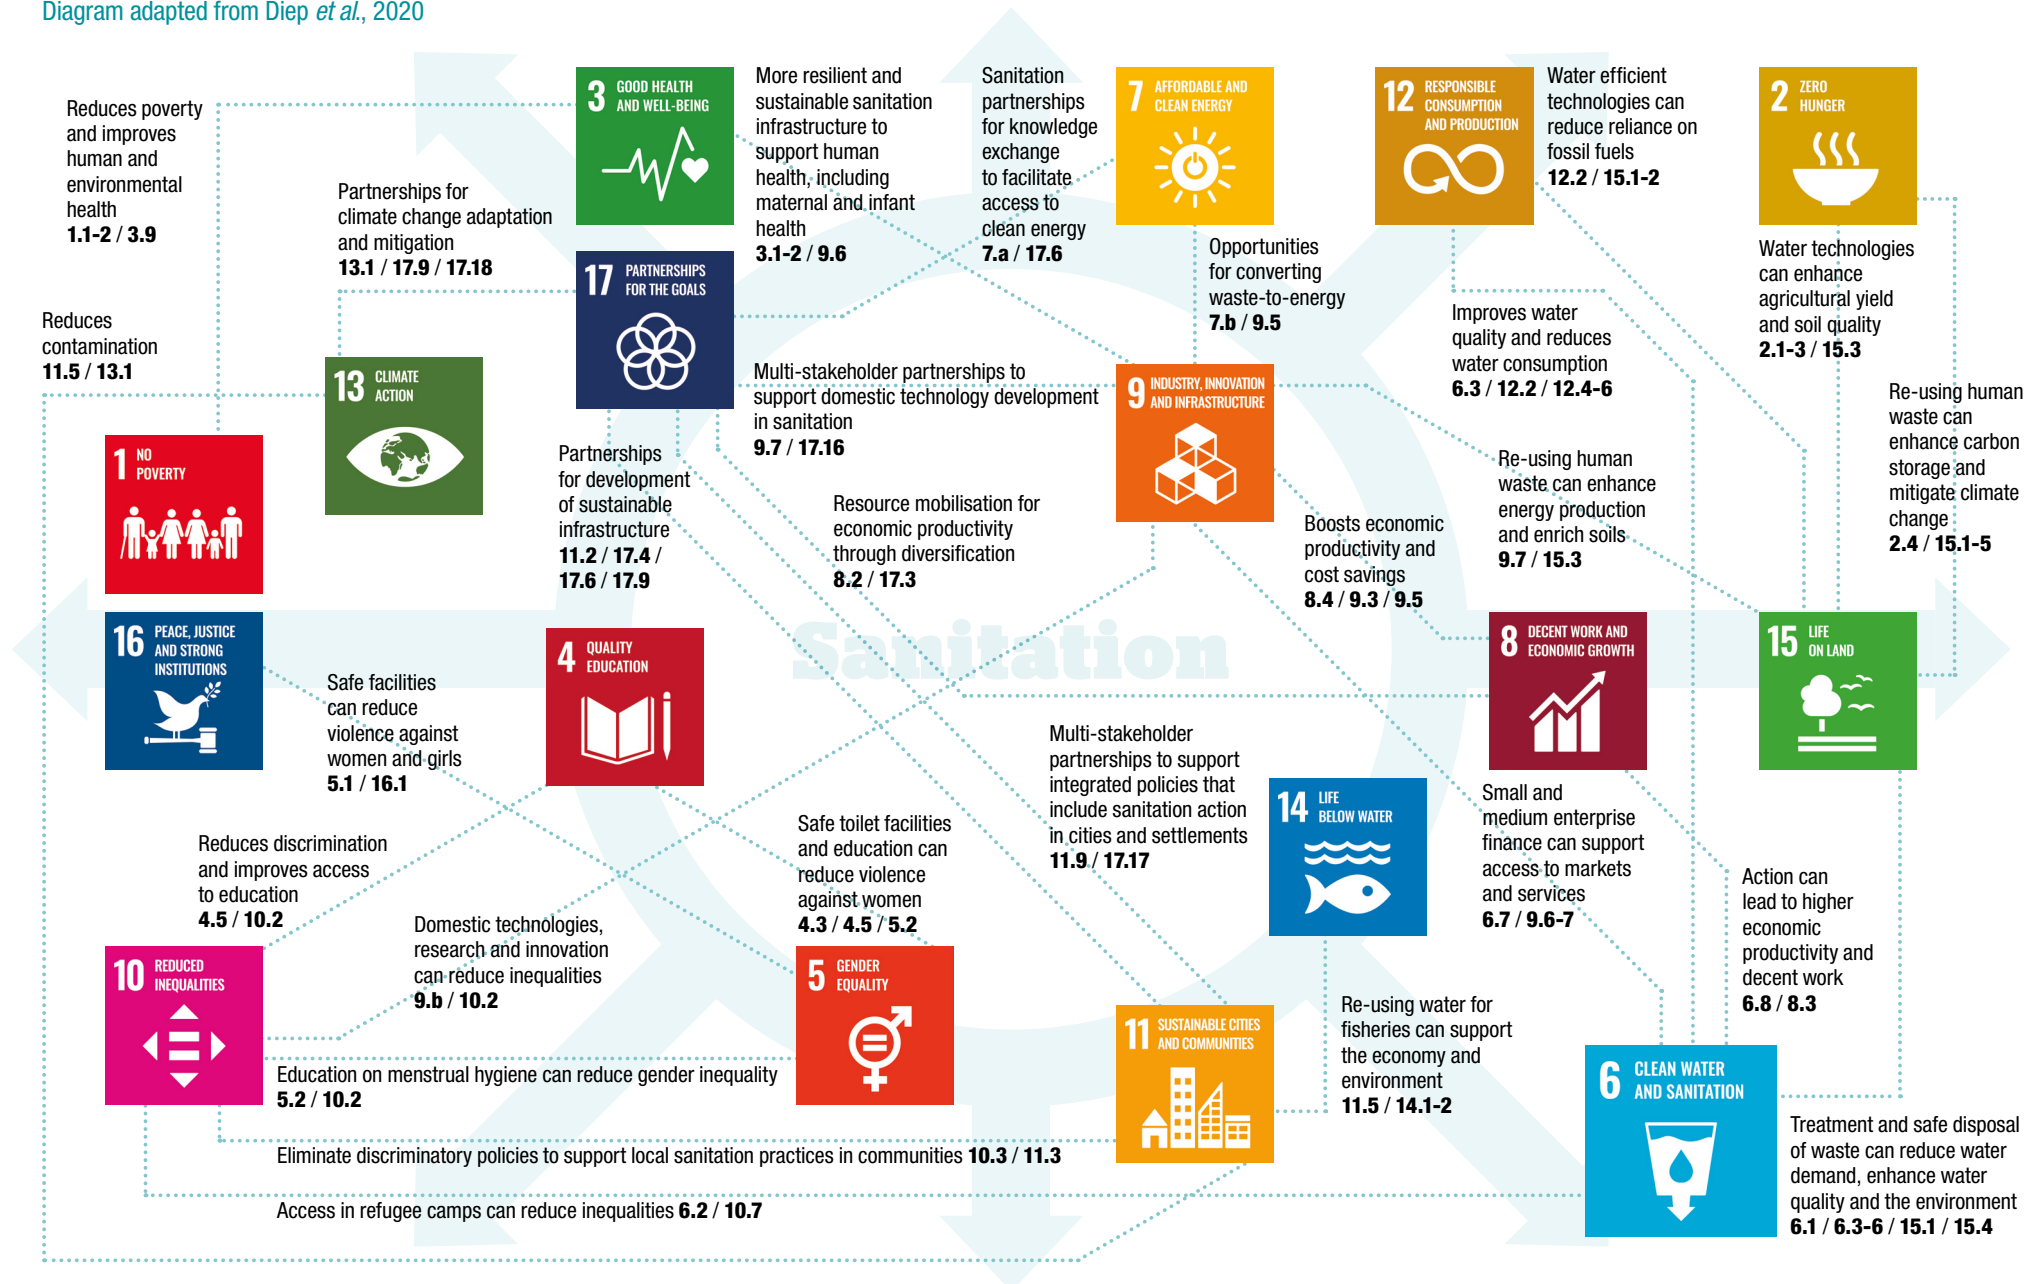 Diagram adapted from Diep et al., 2020
Reduces poverty
and improves
human and
environmental
health
1.1-2 / 3.9
Partnerships for
climate change adaptation
and mitigation
13.1 / 17.9 / 17.18
3 GOOD HEALTH
AND WELL-BEING
More resilient and
sustainable sanitation
infrastructure to
support human
health, including
maternal and infant
health
3.1-2 / 9.6
Sanitation
partnerships
for knowledge
exchange
to facilitate
access to
clean energy
7.a / 17.6
7 AFFORDABLE AND
CLEAN ENERGY
Opportunities
for converting
waste-to-energy
7.b / 9.5
12 RESPONSIBLE
CONSUMPTION
AND PRODUCTION
Water efficient
technologies can
reduce reliance on
fossil fuels
12.2 / 15.1-2
2 ZERO
HUNGER
Water technologies
can enhance
agricultural yield
and soil quality
2.1-3 / 15.3
Improves water
quality and reduces
water consumption
6.3 / 12.2 / 12.4-6
Re-using human
waste can
enhance carbon
storage and
mitigate climate
change
2.4 / 15.1-5
Reduces
contamination
11.5 / 13.1
13 CLIMATE
ACTION
17 PARTNERSHIPS
FOR THE GOALS
Multi-stakeholder partnerships to
support domestic technology development
in sanitation
9.7 / 17.16
9 INDUSTRY, INNOVATION
AND INFRASTRUCTURE
1 NO
POVERTY
Partnerships
for development
of sustainable
infrastructure
11.2 / 17.4 /
17.6 / 17.9
Resource mobilisation for
economic productivity
through diversification
8.2 / 17.3
Boosts economic
productivity and
cost savings
8.4 / 9.3 / 9.5
Re-using human
waste can enhance
energy production
and enrich soils
9.7 / 15.3
16 PEACE, JUSTICE
AND STRONG
INSTITUTIONS
Safe facilities
can reduce
violence against
women and girls
5.1 / 16.1
4 QUALITY
EDUCATION
Sanitation
8 DECENT WORK AND
ECONOMIC GROWTH
15 LIFE
ON LAND
Multi-stakeholder
partnerships to support
integrated policies that
include sanitation action
in cities and settlements
11.9 / 17.17
14 LIFE
BELOW WATER
Small and
medium enterprise
finance can support
access to markets
and services
6.7 / 9.6-7
Reduces discrimination
and improves access
to education
4.5 / 10.2
Safe toilet facilities
and education can
reduce violence
against women
4.3 / 4.5 / 5.2
Action can
lead to higher
economic
productivity and
decent work
6.8 / 8.3
Domestic technologies,
research and innovation
can reduce inequalities
9.b / 10.2
10 REDUCED
INEQUALITIES
5 GENDER
EQUALITY
11 SUSTAINABLE CITIES
AND COMMUNITIES
Re-using water for
fisheries can support
the economy and
environment
11.5 / 14.1-2
6 CLEAN WATER
AND SANITATION
Education on menstrual hygiene can reduce gender inequality
5.2 / 10.2
Treatment and safe disposal
of waste can reduce water
demand, enhance water
quality and the environment
6.1 / 6.3-6 / 15.1 / 15.4
Eliminate discriminatory policies to support local sanitation practices in communities 10.3 / 11.3
Access in refugee camps can reduce inequalities 6.2 / 10.7